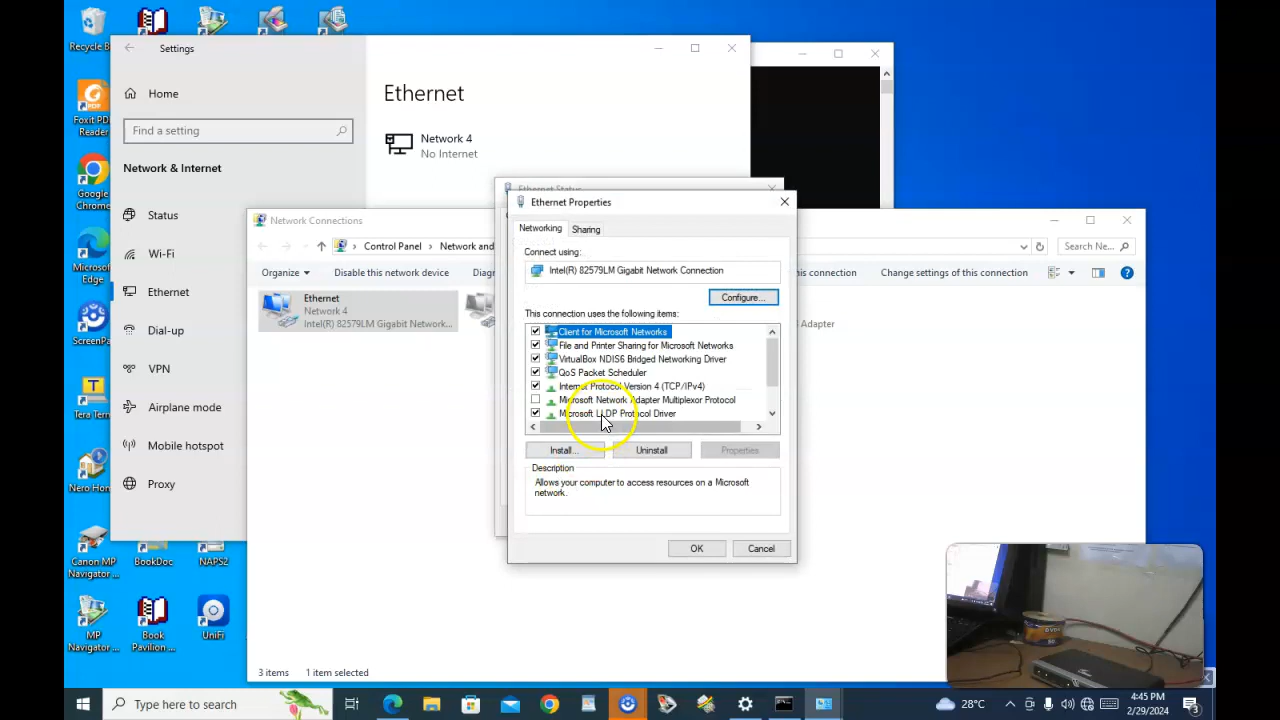 Recycle B
Foxit PDF
Reader
Google
Chrome
Microsoft
Edge
ScreenPa
Tera Term
Nero Hom
Canon MP
Navigator ...
BookDoc
NAPS2
MP
Navigator ...
Book
Pavilion ...
UniFi
Settings
Home
Find a setting
Network & Internet
Status
Wi-Fi
Ethernet
Dial-up
VPN
Airplane mode
Mobile hotspot
Proxy
Ethernet
Network 4
No Internet
Network Connections
Control Panel
Network and
Search Ne...
Organize
Disable this network device
Diag
his connection
Change settings of this connection
Ethernet
Network 4
Intel(R) 82579LM Gigabit Network...
l Adapter
3 items
1 item selected
Ethernet Status
Ethernet Properties
Networking
Sharing
Connect using:
Intel(R) 82579LM Gigabit Network Connection
Configure...
This connection uses the following items:
Client for Microsoft Networks
File and Printer Sharing for Microsoft Networks
VirtualBox NDIS6 Bridged Networking Driver
QoS Packet Scheduler
Internet Protocol Version 4 (TCP/IPv4)
Microsoft Network Adapter Multiplexor Protocol
Microsoft LLDP Protocol Driver
Install...
Uninstall
Properties
Description
Allows your computer to access resources on a Microsoft
network.
OK
Cancel
Type here to search
28°C
4:45 PM
2/29/2024